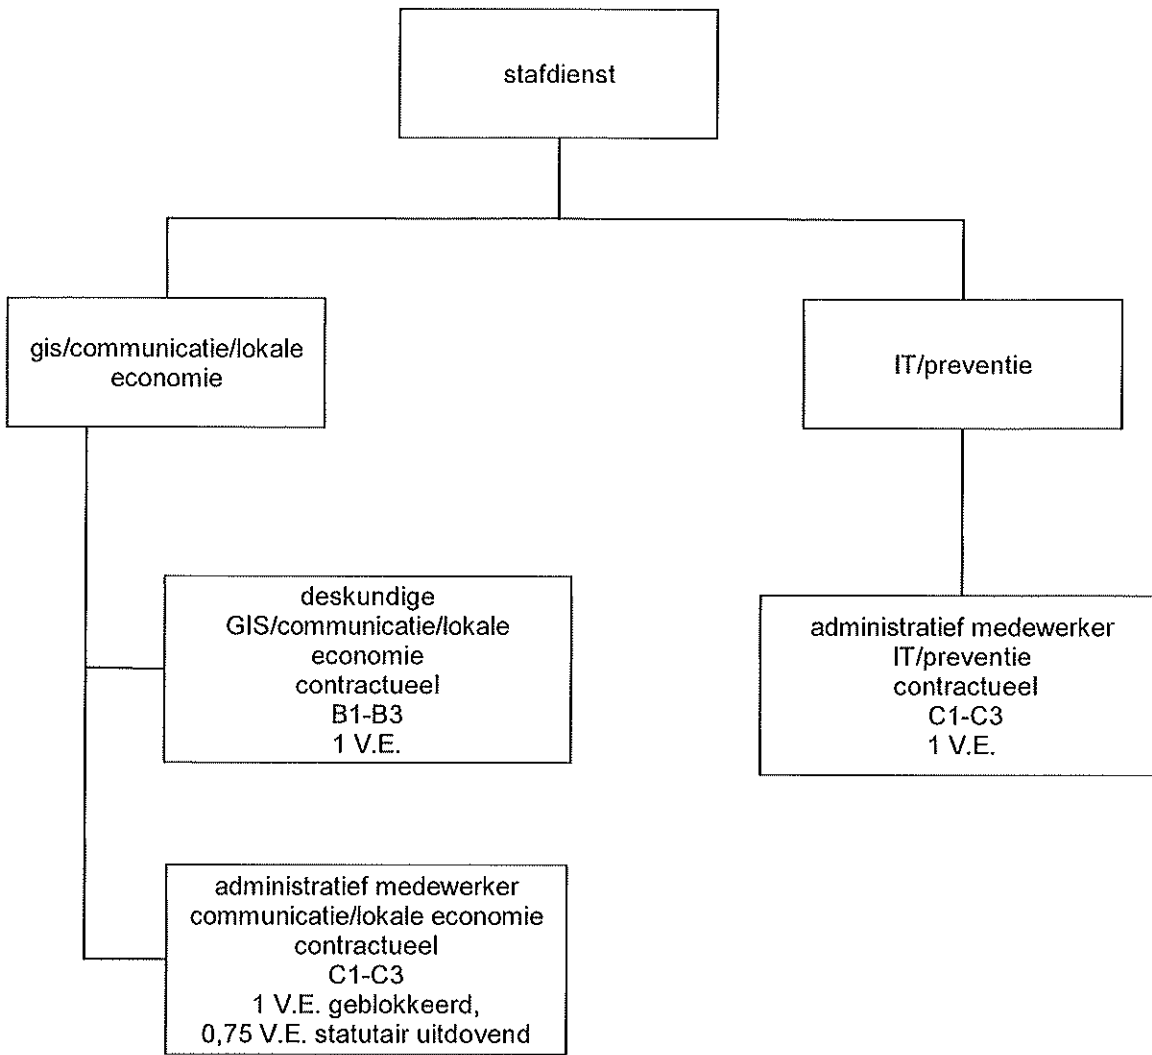 stafdienst
gis/communicatie/lokale
economie
IT/preventie
deskundige
GIS/communicatie/lokale
economie
contractueel
B1-B3
1 V.E.
administratief medewerker
IT/preventie
contractueel
C1-C3
1 V.E.
administratief medewerker
communicatie/lokale economie
contractueel
C1-C3
1 V.E. geblokkeerd,
0,75 V.E. statutair uitdovend